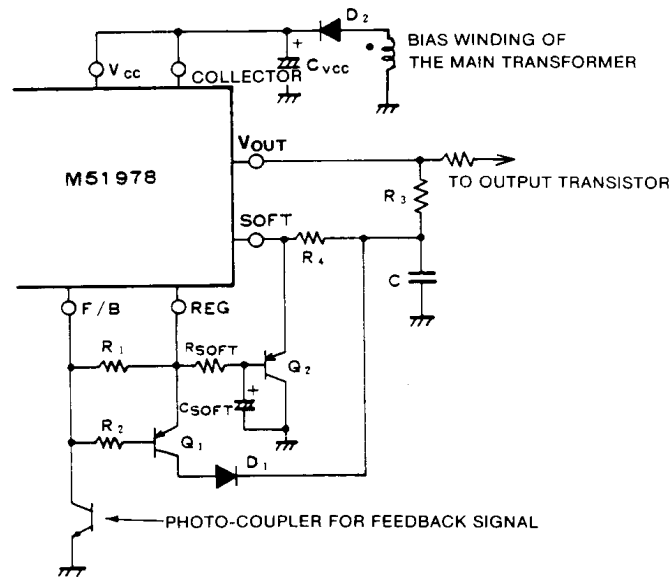 D2
BIAS WINDING OF
THE MAIN TRANSFORMER
+
CVCC
VCC
COLLECTOR
VOUT
M51978
TO OUTPUT TRANSISTOR
R3
SOFT
R4
C
F/B
REG
R1
RSOFT
Q2
+
CSOFT
R2
Q1
D1
PHOTO-COUPLER FOR FEEDBACK SIGNAL